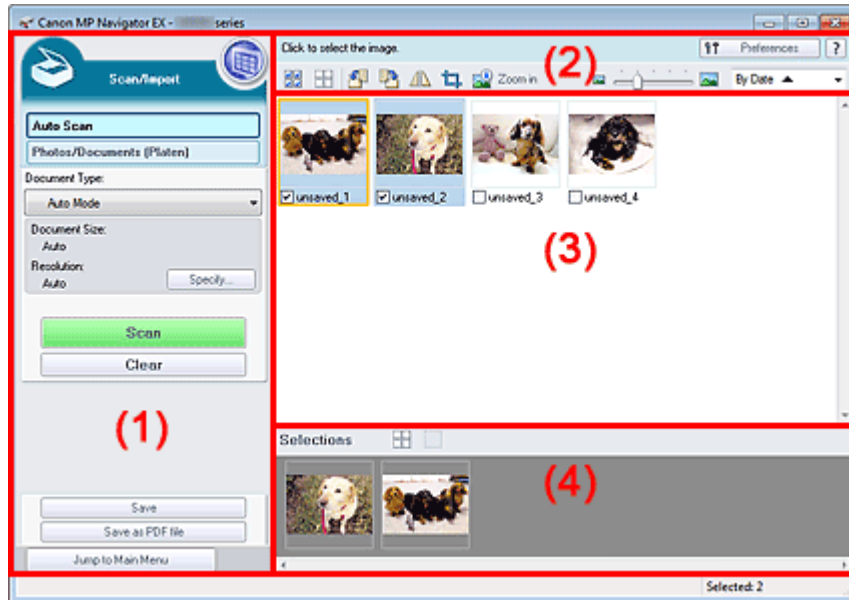 Canon MP Navigator EX - series
Scan/Import
Auto Scan
Photos/Documents (Platen)
Document Type:
Auto Mode
Document Size:
Auto
Resolution:
Auto
Specify...
Scan
Clear
(1)
Save
Save as PDF file
Jump to Main Menu
Click to select the image.
Preferences
?
Zoom in
(2)
By Date
unsaved_1
unsaved_2
unsaved_3
unsaved_4
(3)
Selections
(4)
Selected: 2